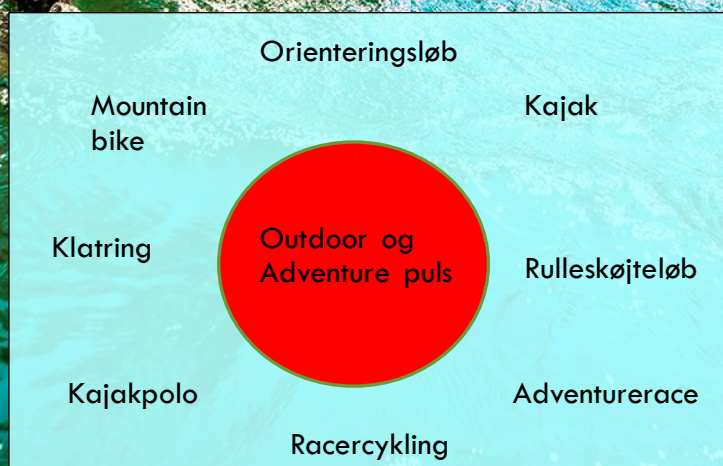 Orienteringsløb
Mountain
bike
Kajak
Klatring
Outdoor og
Adventure puls
Rulleskøjteløb
Kajakpolo
Adventurerace
Racercykling